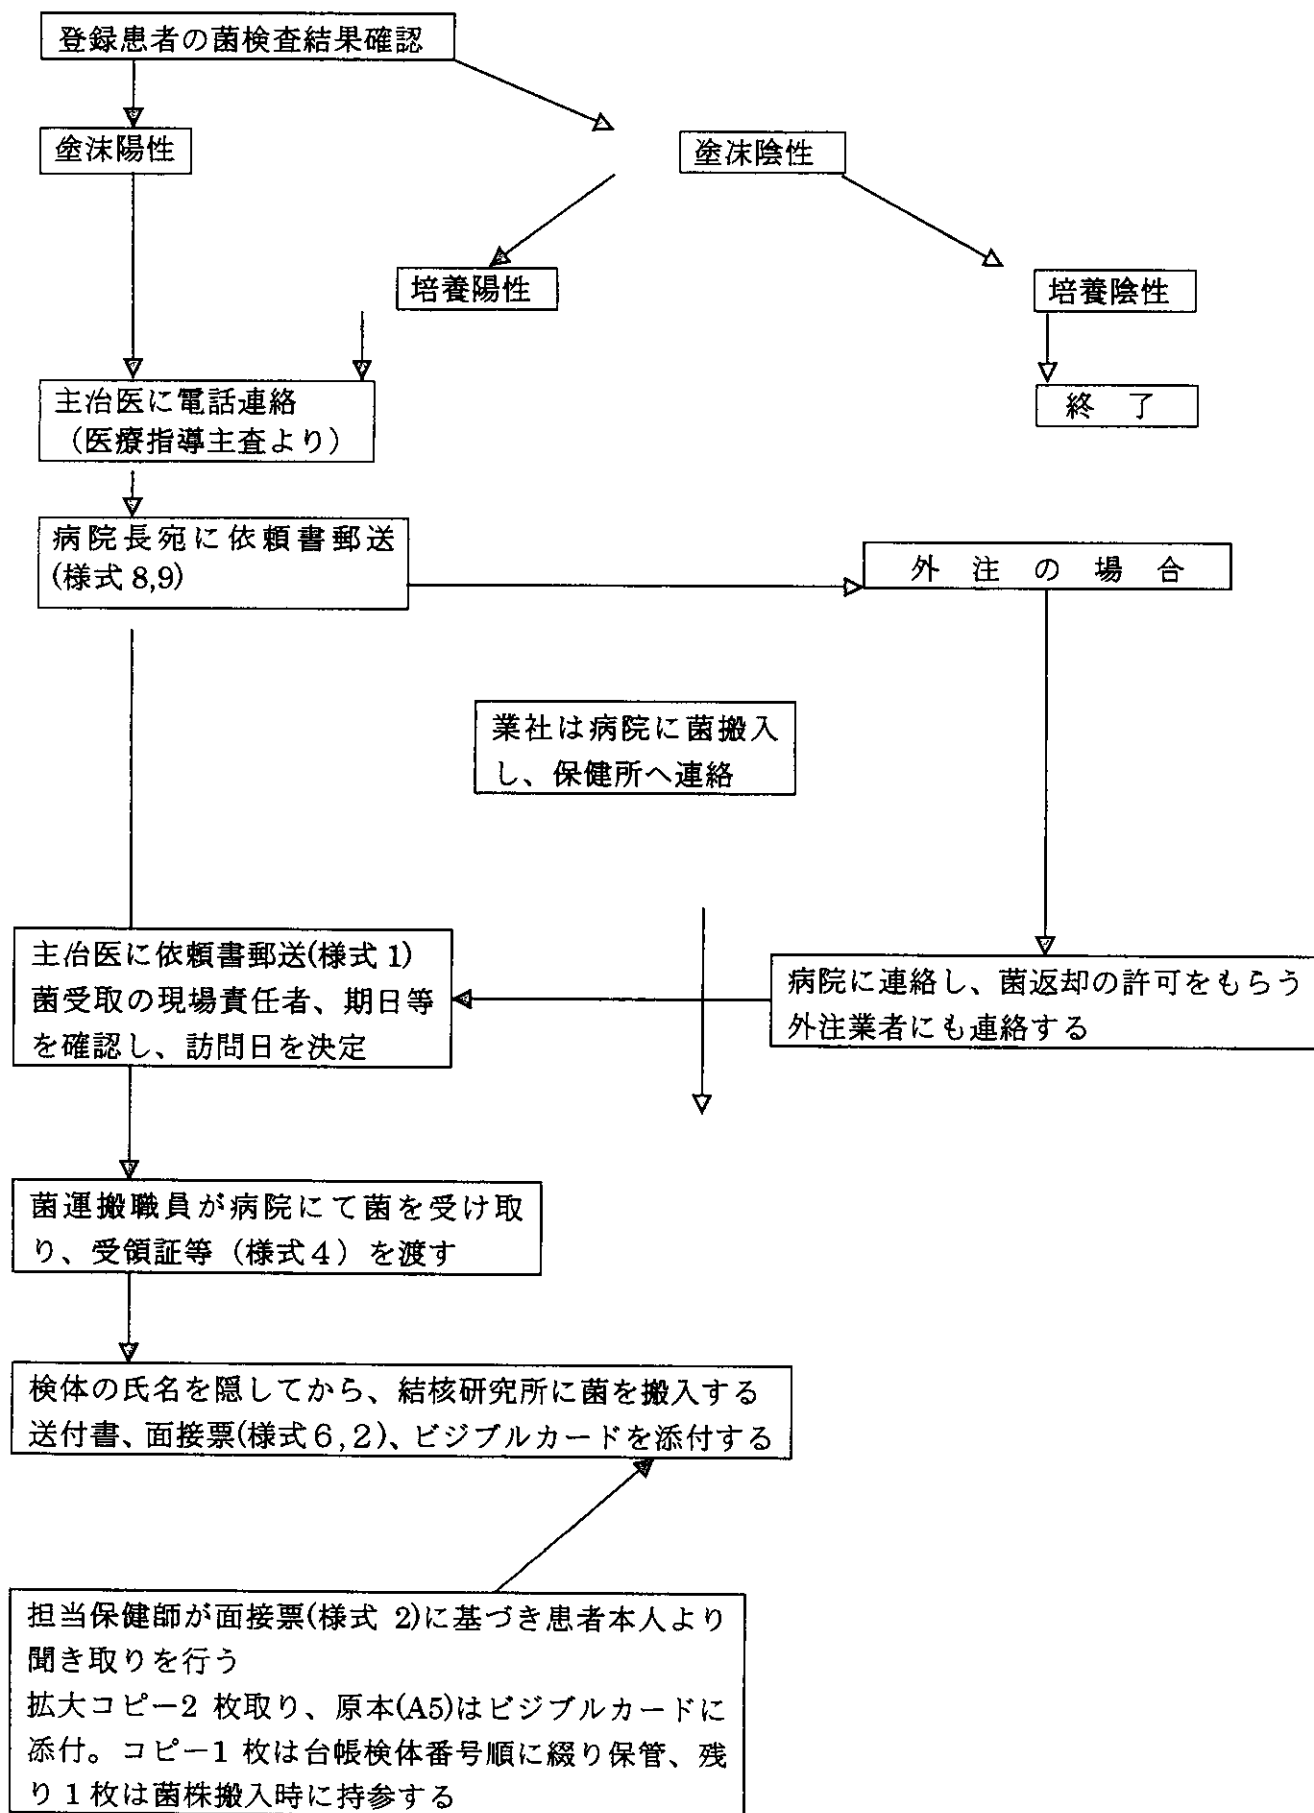 登録患者の菌検査結果確認
塗沫陽性
塗沫陰性
培養陽性
培養陰性
主治医に電話連絡
（医療指導主査より）
終　了
病院長宛に依頼書郵送
(様式 8,9)
外　注　の　場　合
業社は病院に菌搬入
し、保健所へ連絡
主治医に依頼書郵送(様式 1)
菌受取の現場責任者、期日等
を確認し、訪問日を決定
病院に連絡し、菌返却の許可をもらう
外注業者にも連絡する
菌運搬職員が病院にて菌を受け取
り、受領証等（様式４）を渡す
検体の氏名を隠してから、結核研究所に菌を搬入する
送付書、面接票(様式６,２)、ビジブルカードを添付する
担当保健師が面接票(様式 2)に基づき患者本人より
聞き取りを行う
拡大コピー2 枚取り、原本(A5)はビジブルカードに
添付。コピー1 枚は台帳検体番号順に綴り保管、残
り 1 枚は菌株搬入時に持参する